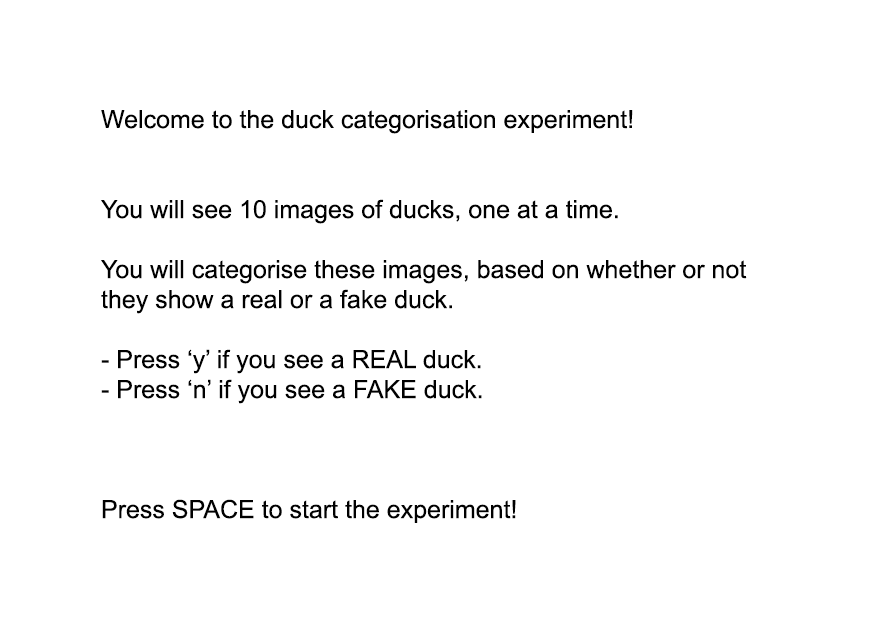 Welcome to the duck categorisation experiment!
You will see 10 images of ducks, one at a time.
You will categorise these images, based on whether or not
they show a real or a fake duck.
- Press ‘y’ if you see a REAL duck.
- Press ‘n’ if you see a FAKE duck.
Press SPACE to start the experiment!